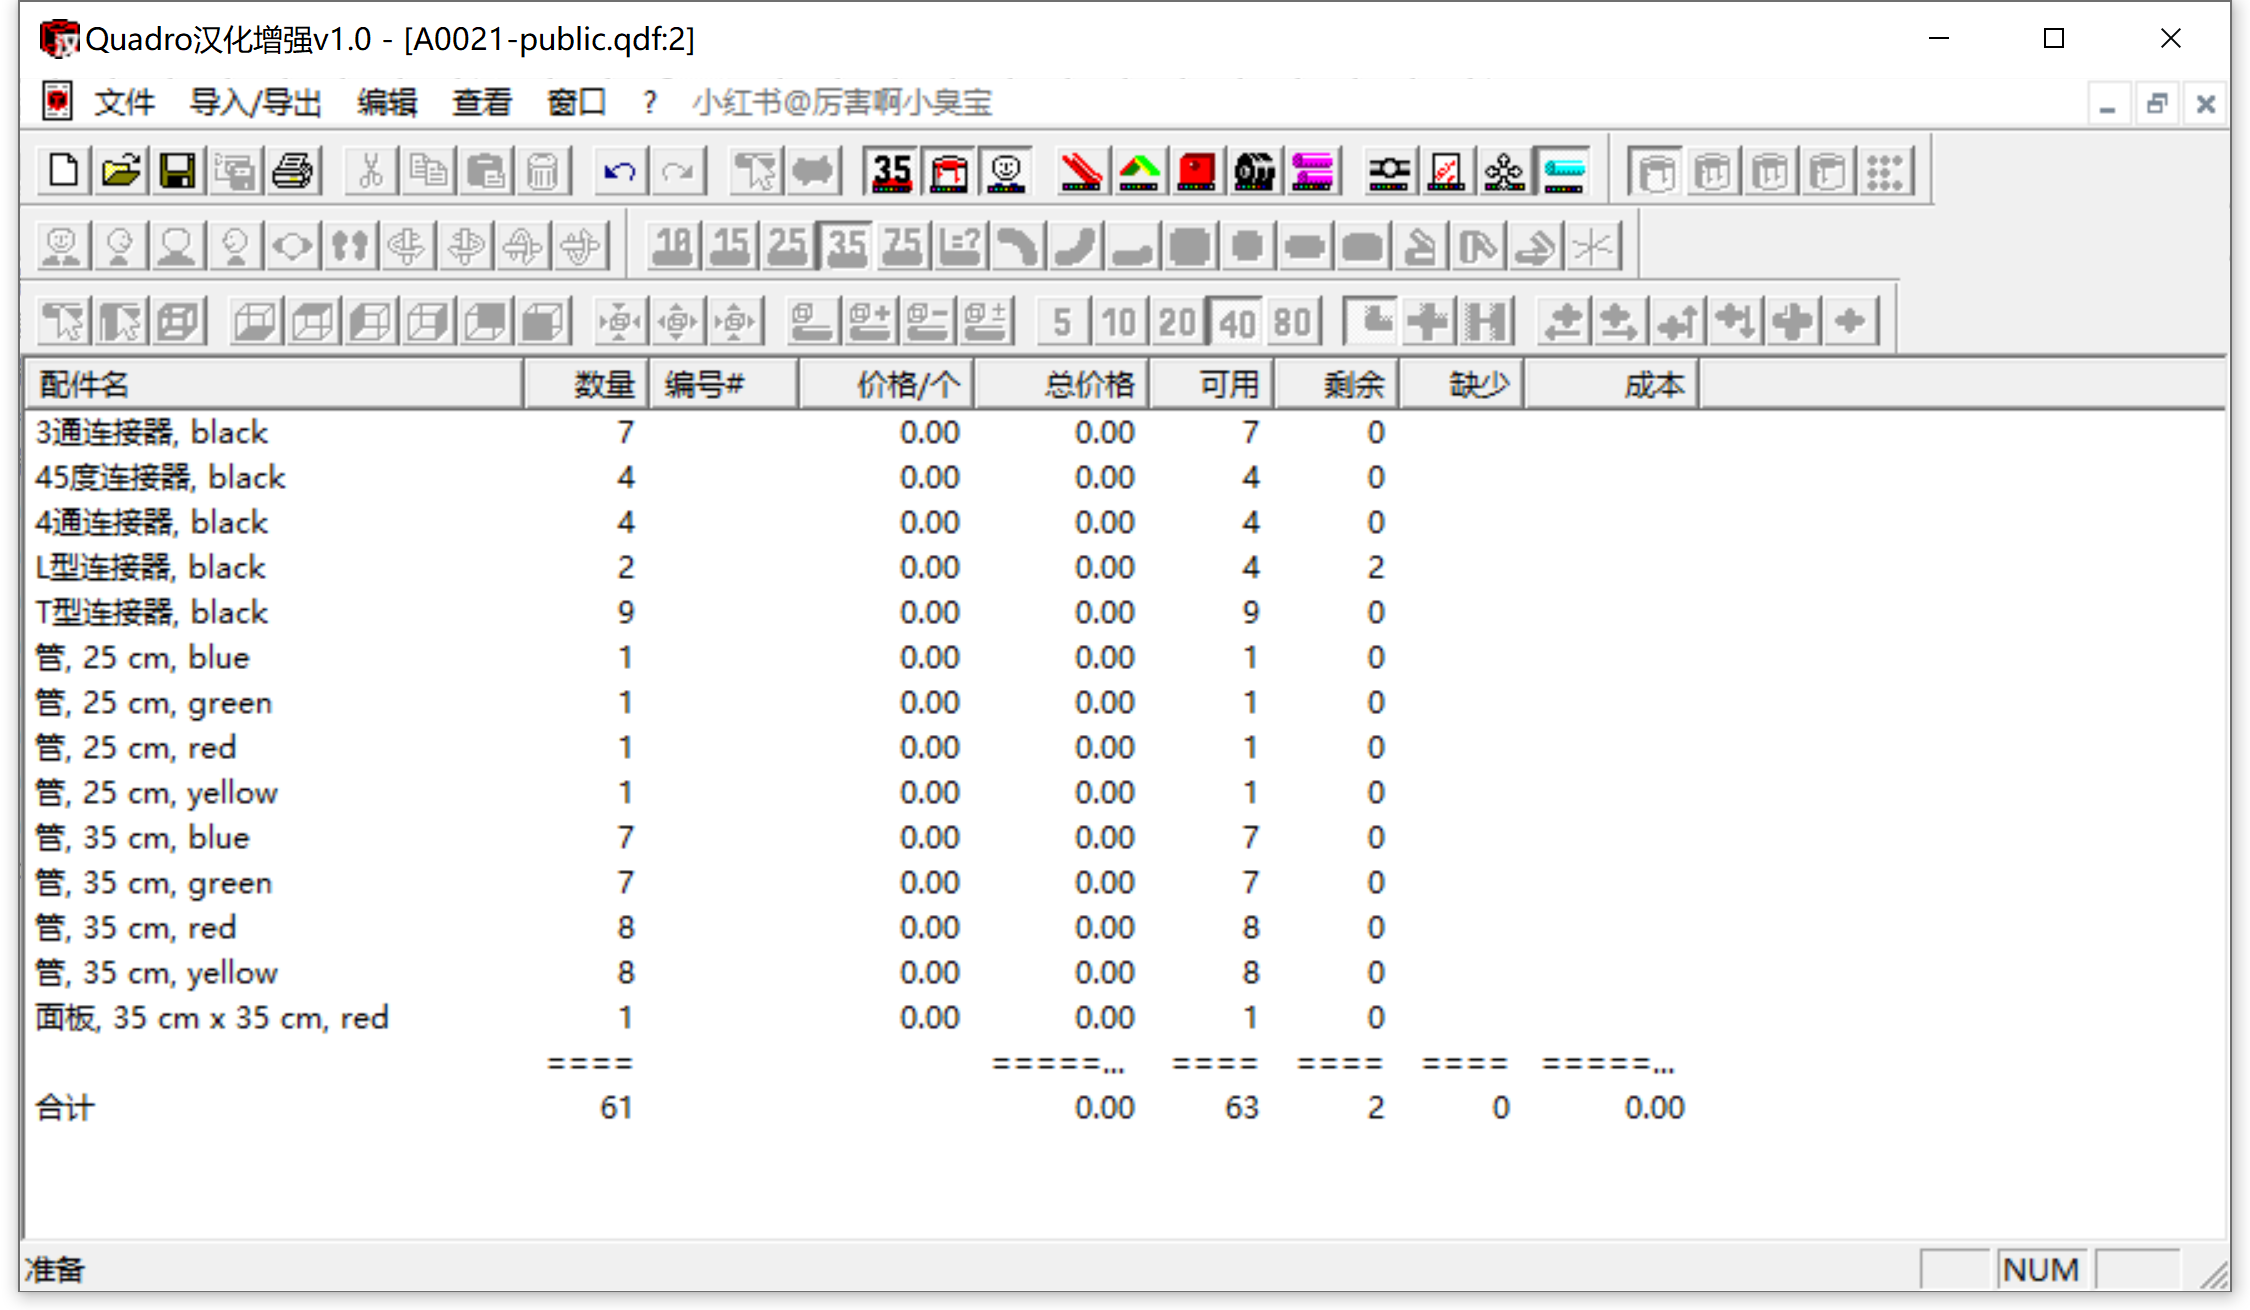 Quadro汉化增强v1.0 - [A0021-public.qdf:2]
文件 导入/导出 编辑 查看 窗口 ? 小红书@厉害啊小臭宝
35
10 15 25 35 75 L=?
5 10 20 40 80
配件名 数量 编号# 价格/个 总价格 可用 剩余 缺少 成本
3通连接器, black 7 0.00 0.00 7 0
45度连接器, black 4 0.00 0.00 4 0
4通连接器, black 4 0.00 0.00 4 0
L型连接器, black 2 0.00 0.00 4 2
T型连接器, black 9 0.00 0.00 9 0
管, 25 cm, blue 1 0.00 0.00 1 0
管, 25 cm, green 1 0.00 0.00 1 0
管, 25 cm, red 1 0.00 0.00 1 0
管, 25 cm, yellow 1 0.00 0.00 1 0
管, 35 cm, blue 7 0.00 0.00 7 0
管, 35 cm, green 7 0.00 0.00 7 0
管, 35 cm, red 8 0.00 0.00 8 0
管, 35 cm, yellow 8 0.00 0.00 8 0
面板, 35 cm x 35 cm, red 1 0.00 0.00 1 0
==== =====... ==== ==== ==== =====...
合计 61 0.00 63 2 0 0.00
准备 NUM